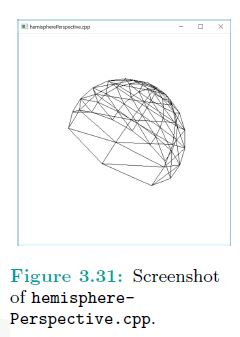 hemispherePerspective.cpp
Figure 3.31: Screenshot
of hemisphere-
Perspective.cpp.